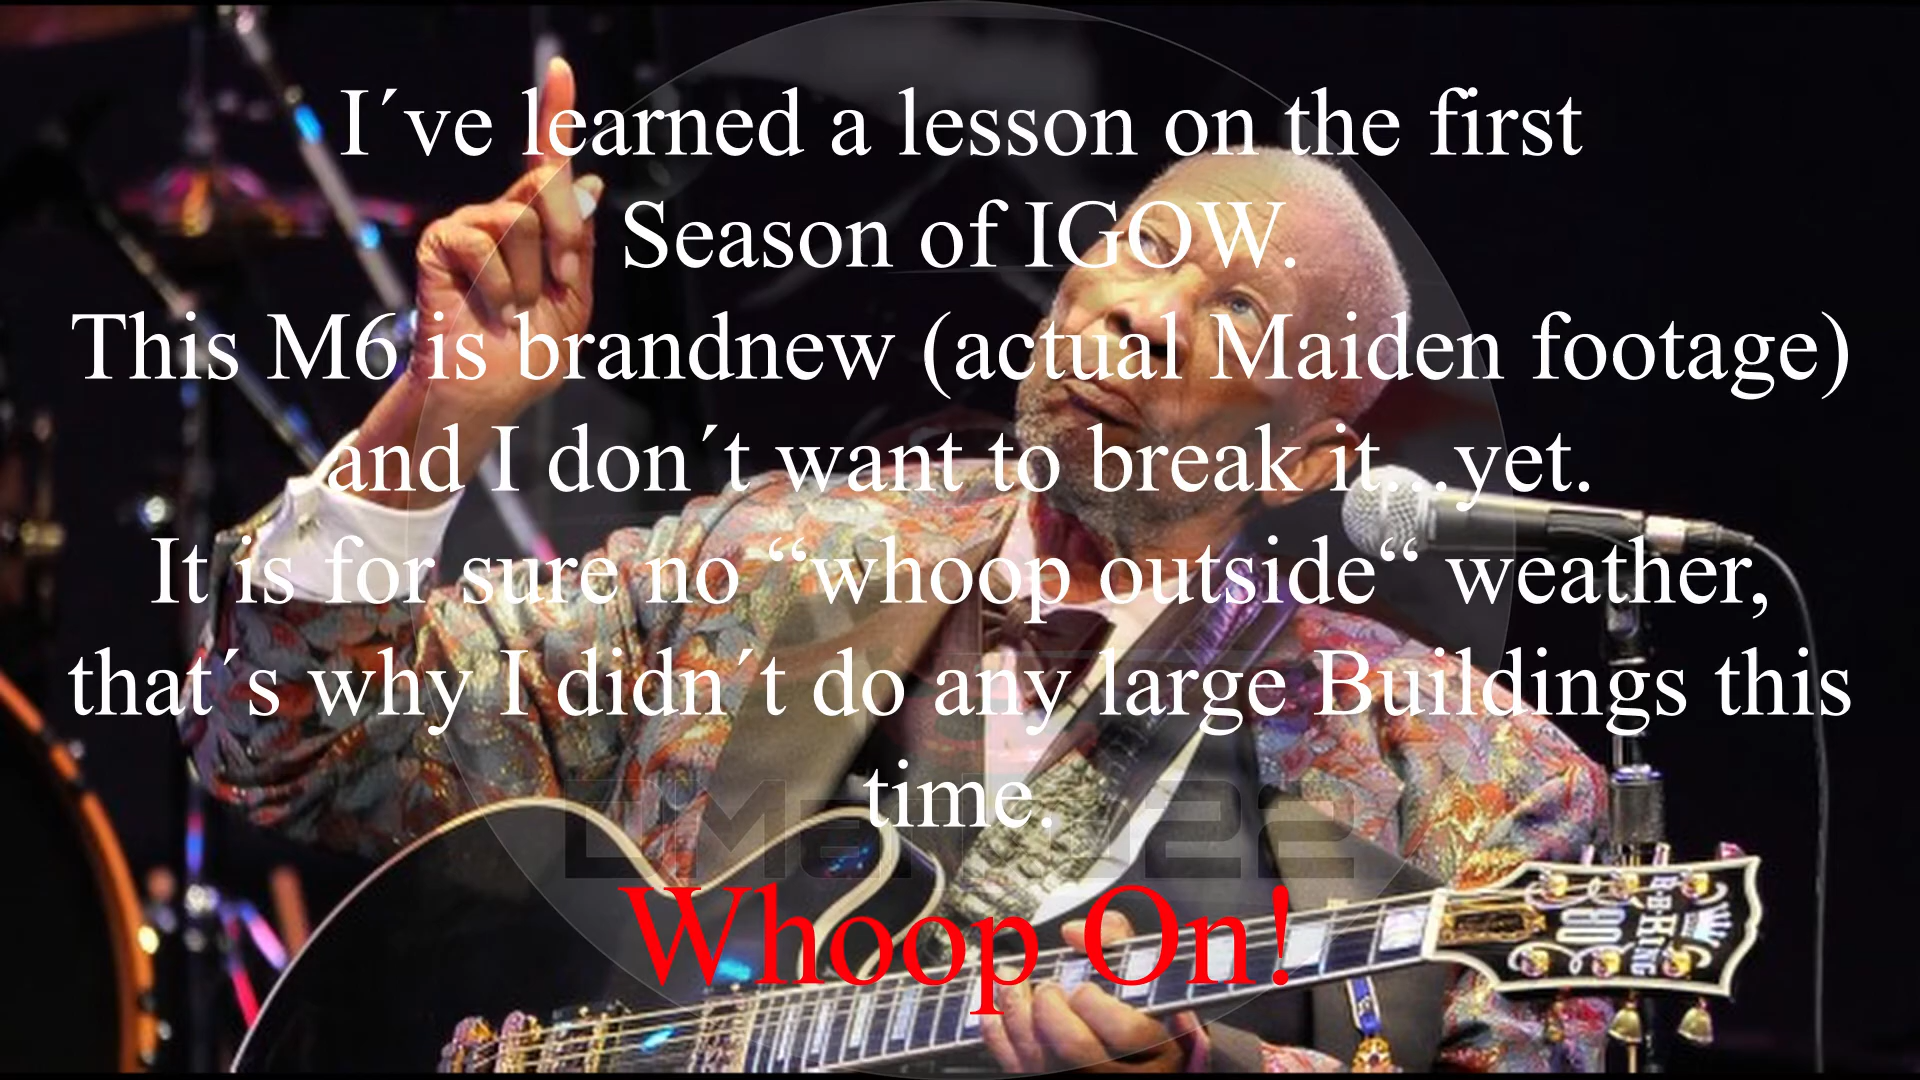 I´ve learned a lesson on the first
Season of IGOW.
This M6 is brandnew (actual Maiden footage)
and I don´t want to break it...yet.
It is for sure no “whoop outside“ weather,
that´s why I didn´t do any large Buildings this
time.
Whoop On!
B.B. King
80